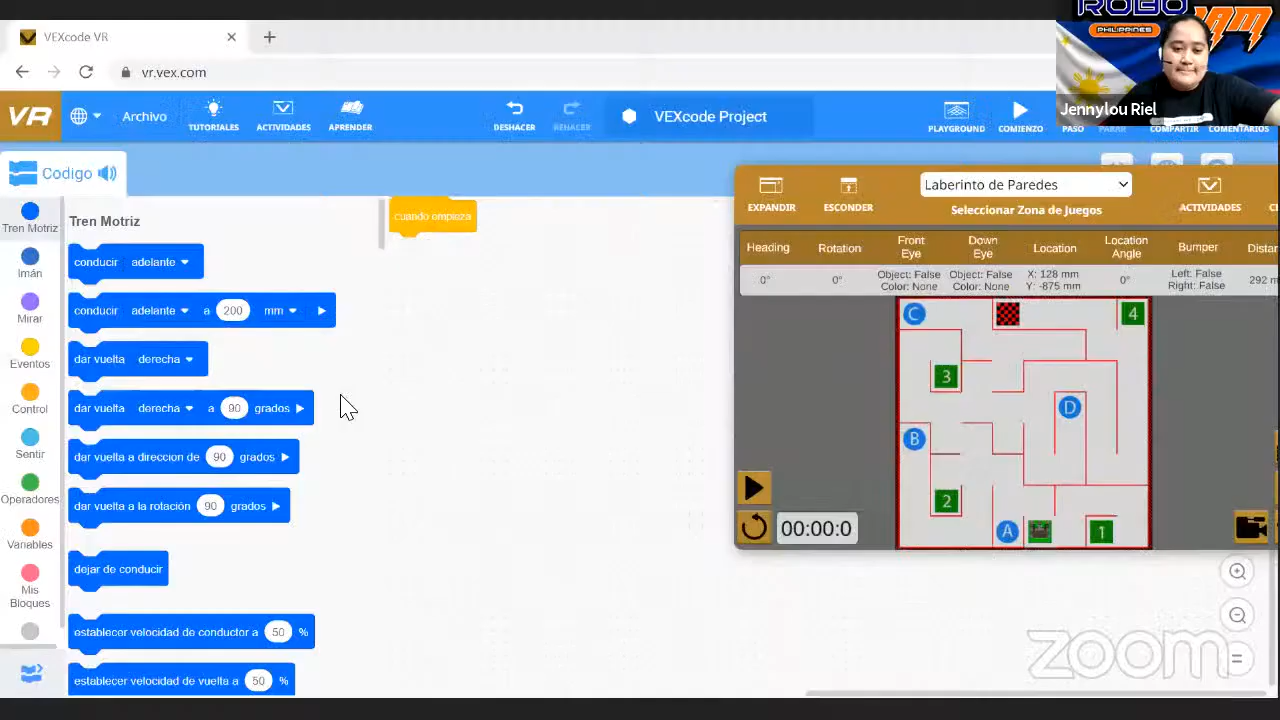 VEXcode VR
vr.vex.com
ROBO
JAM
PHILIPPINES
Jennylou Riel
VR
Archivo
TUTORIALES
ACTIVIDADES
APRENDER
DESHACER
REHACER
VEXcode Project
PLAYGROUND
COMIENZO
PASO
PARAR
COMPARTIR
COMENTARIOS
Codigo
Tren Motriz
Imán
Mirar
Eventos
Control
Sentir
Operadores
Variables
Mis
Bloques
Tren Motriz
conducir adelante
conducir adelante a 200 mm
dar vuelta derecha
dar vuelta derecha a 90 grados
dar vuelta a direccion de 90 grados
dar vuelta a la rotación 90 grados
dejar de conducir
establecer velocidad de conductor a 50 %
establecer velocidad de vuelta a 50 %
cuando empieza
EXPANDIR
ESCONDER
Laberinto de Paredes
Seleccionar Zona de Juegos
ACTIVIDADES
Heading Rotation Front Eye Down Eye Location Location Angle Bumper Distan
0° 0° Object: False Color: None Object: False Color: None X: 128 mm Y: -875 mm 0° Left: False Right: False 292 m
C 4
3
D
B
2
A 1
00:00:0
zoom